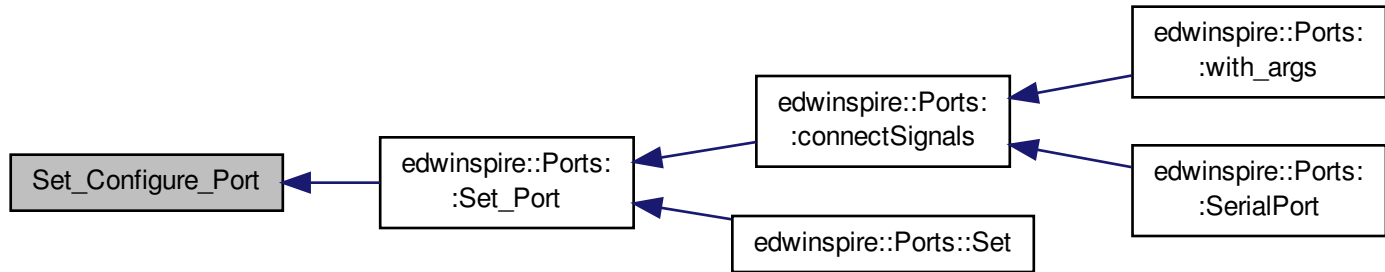 Set_Configure_Port
edwinspire::Ports:
:Set_Port
edwinspire::Ports:
:connectSignals
edwinspire::Ports::Set
edwinspire::Ports:
:with_args
edwinspire::Ports:
:SerialPort